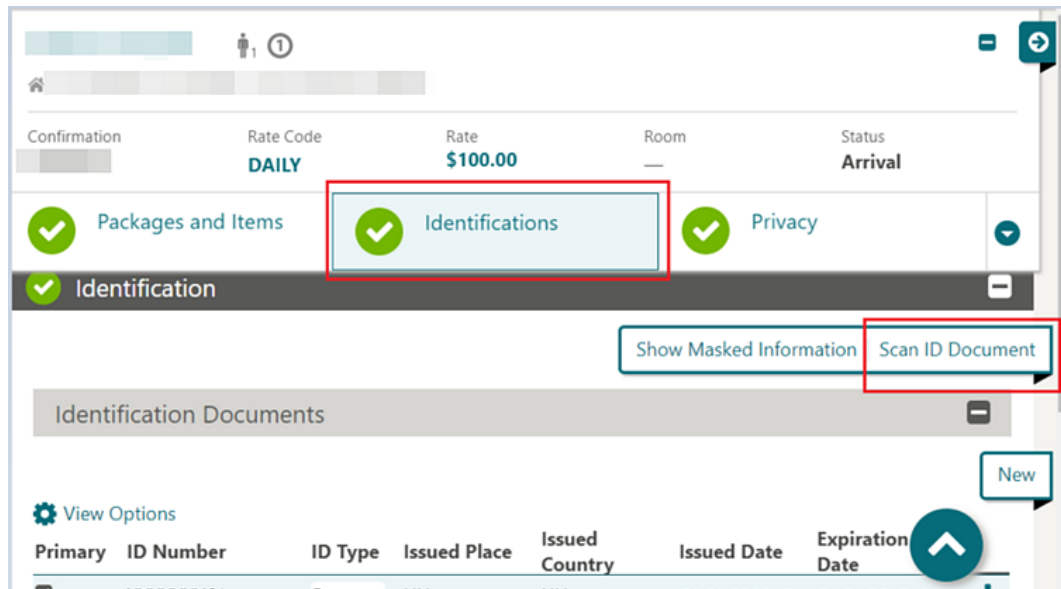 1 1
Confirmation Rate Code Rate Room Status
DAILY $100.00 — Arrival
Packages and Items Identifications Privacy
Identification
Show Masked Information Scan ID Document
Identification Documents
New
View Options
Primary ID Number ID Type Issued Place Issued Country Issued Date Expiration Date